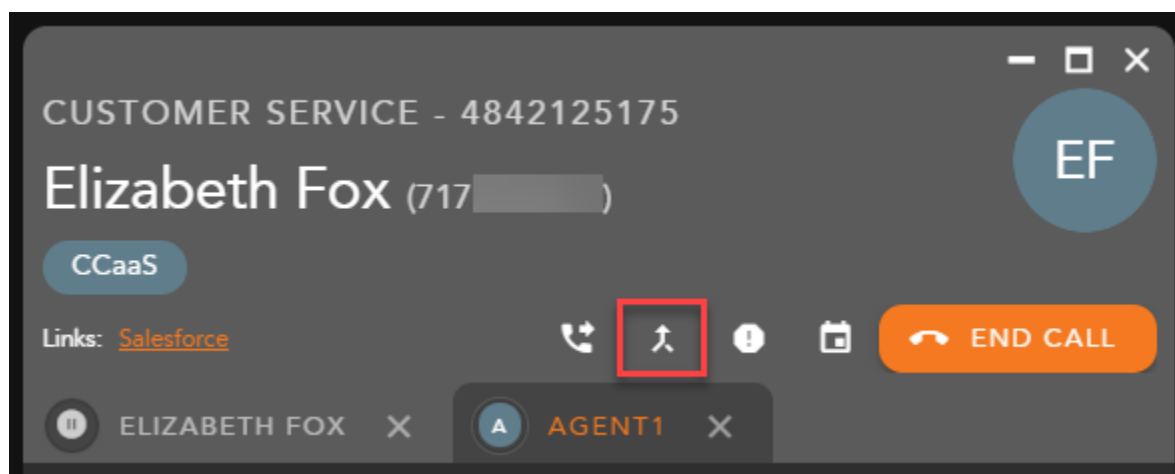 CUSTOMER SERVICE - 4842125175
EF
Elizabeth Fox (717 )
CCaaS
Links: Salesforce
END CALL
ELIZABETH FOX
A AGENT1